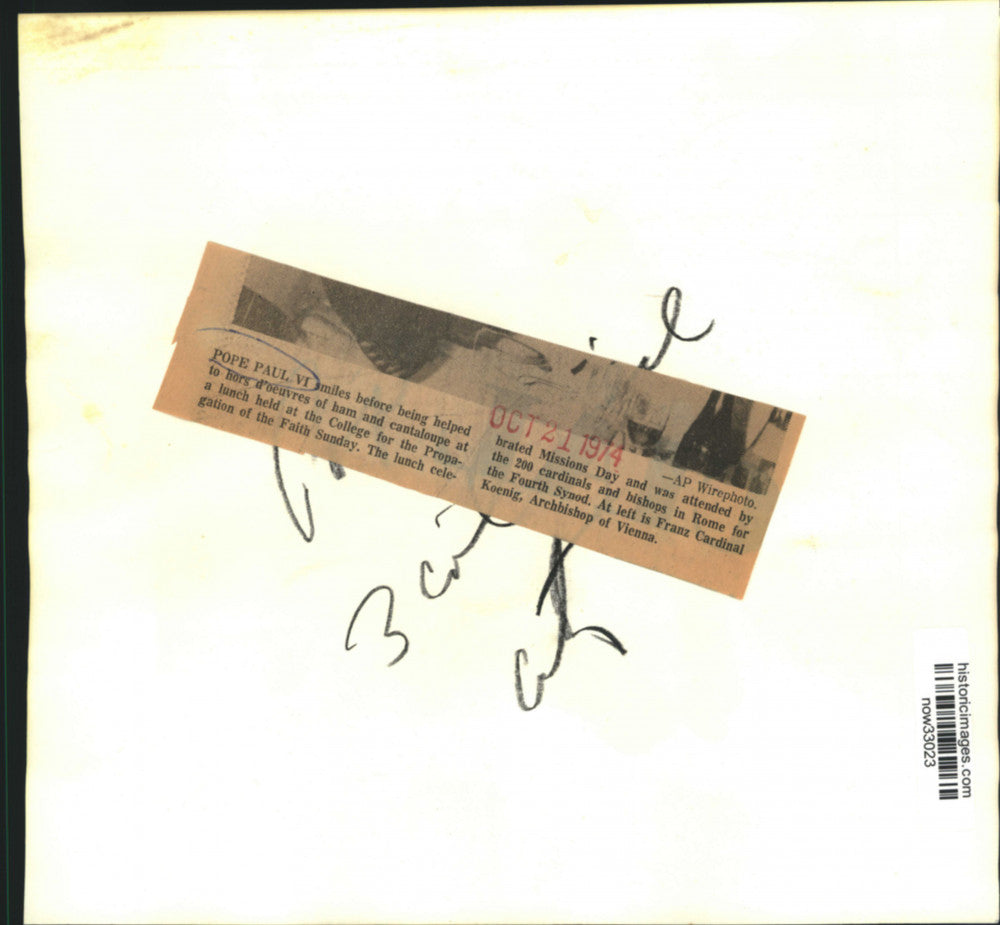 POPE PAUL VI smiles before being helped
to hors d'oeuvres of ham and cantaloupe at
a lunch held at the College for the Propa-
gation of the Faith Sunday. The lunch cele-
OCT 21 1974
—AP Wirephoto.
brated Missions Day and was attended by
the 200 cardinals and bishops in Rome for
the Fourth Synod. At left is Franz Cardinal
Koenig, Archbishop of Vienna.
3
historicimages.com
now33023